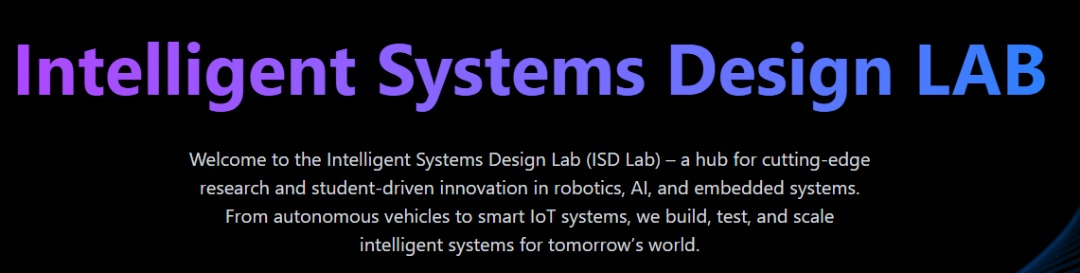 Intelligent Systems Design LAB
Welcome to the Intelligent Systems Design Lab (ISD Lab) – a hub for cutting-edge
research and student-driven innovation in robotics, AI, and embedded systems.
From autonomous vehicles to smart IoT systems, we build, test, and scale
intelligent systems for tomorrow’s world.